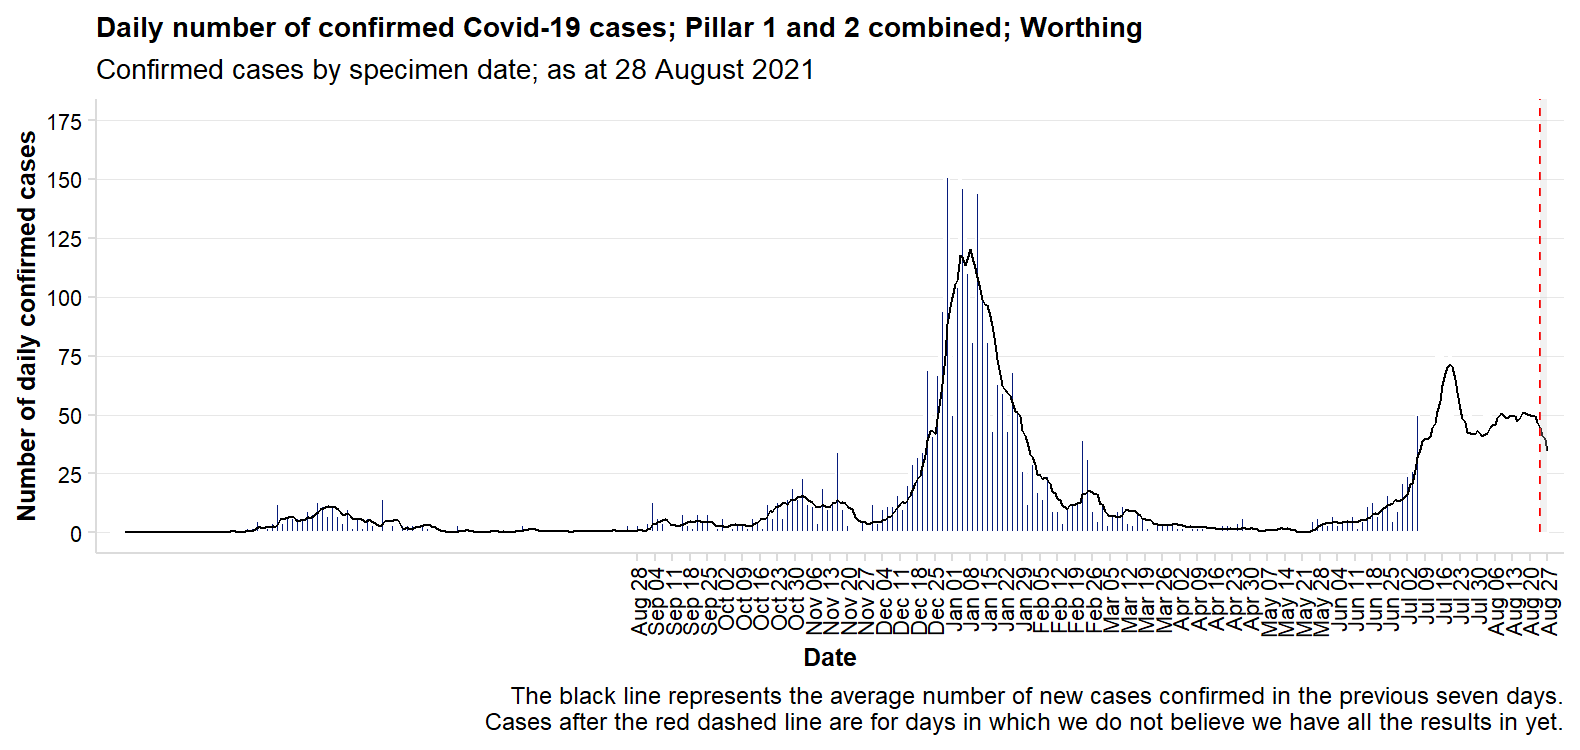 Daily number of confirmed Covid-19 cases; Pillar 1 and 2 combined; Worthing
Confirmed cases by specimen date; as at 28 August 2021
Number of daily confirmed cases
175
150
125
100
75
50
25
0
Aug 28
Sep 04
Sep 11
Sep 18
Sep 25
Oct 02
Oct 09
Oct 16
Oct 23
Oct 30
Nov 06
Nov 13
Nov 20
Nov 27
Dec 04
Dec 11
Dec 18
Dec 25
Jan 01
Jan 08
Jan 15
Jan 22
Jan 29
Feb 05
Feb 12
Feb 19
Feb 26
Mar 05
Mar 12
Mar 19
Mar 26
Apr 02
Apr 09
Apr 16
Apr 23
Apr 30
May 07
May 14
May 21
May 28
Jun 04
Jun 11
Jun 18
Jun 25
Jul 02
Jul 09
Jul 16
Jul 23
Jul 30
Aug 06
Aug 13
Aug 20
Aug 27
Date
The black line represents the average number of new cases confirmed in the previous seven days.
Cases after the red dashed line are for days in which we do not believe we have all the results in yet.